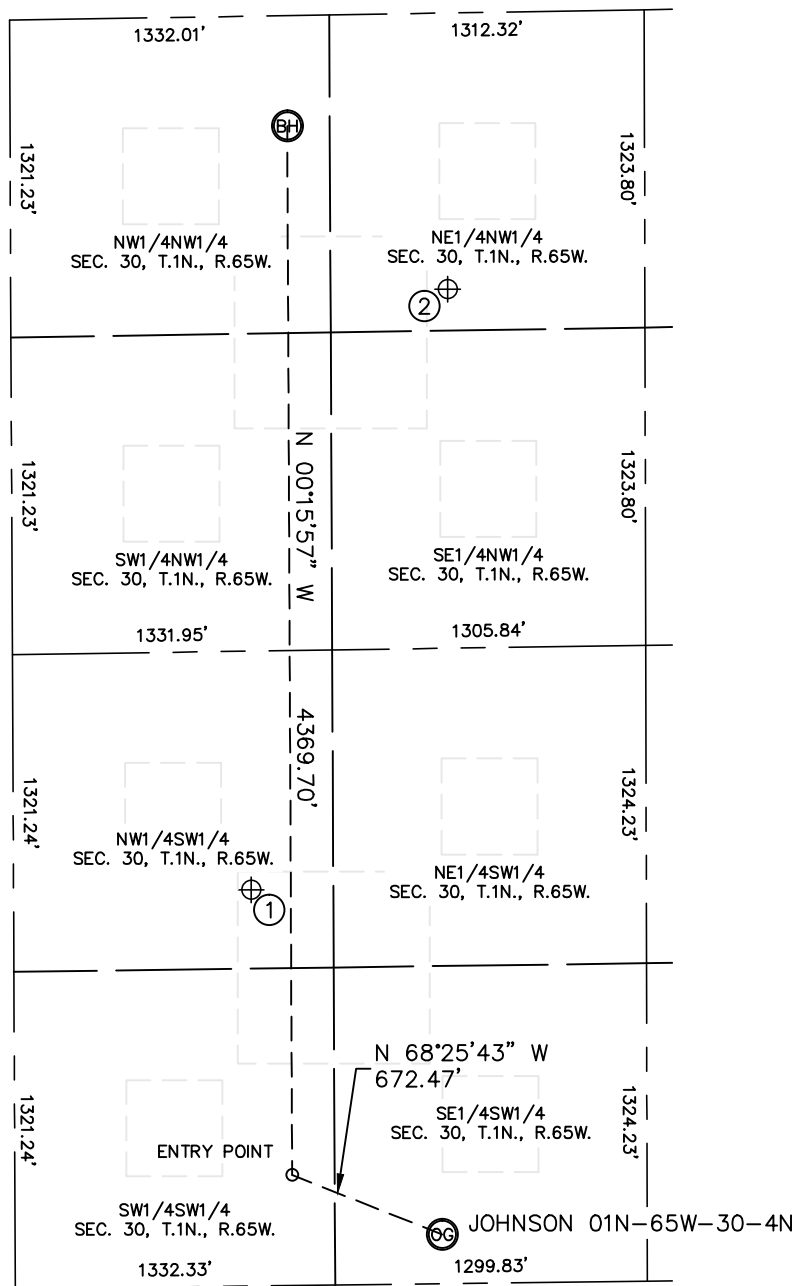 1332.01'
1312.32'
BH
1321.23'
1323.80'
NW1/4NW1/4
SEC. 30, T.1N., R.65W.
NE1/4NW1/4
SEC. 30, T.1N., R.65W.
2
N 00°15'57" W
1321.23'
1323.80'
SW1/4NW1/4
SEC. 30, T.1N., R.65W.
SE1/4NW1/4
SEC. 30, T.1N., R.65W.
1331.95'
1305.84'
4369.70'
1321.24'
1324.23'
NW1/4SW1/4
SEC. 30, T.1N., R.65W.
NE1/4SW1/4
SEC. 30, T.1N., R.65W.
1
N 68°25'43" W
672.47'
1321.24'
1324.23'
SE1/4SW1/4
SEC. 30, T.1N., R.65W.
ENTRY POINT
SW1/4SW1/4
SEC. 30, T.1N., R.65W.
OG
JOHNSON 01N-65W-30-4N
1332.33'
1299.83'